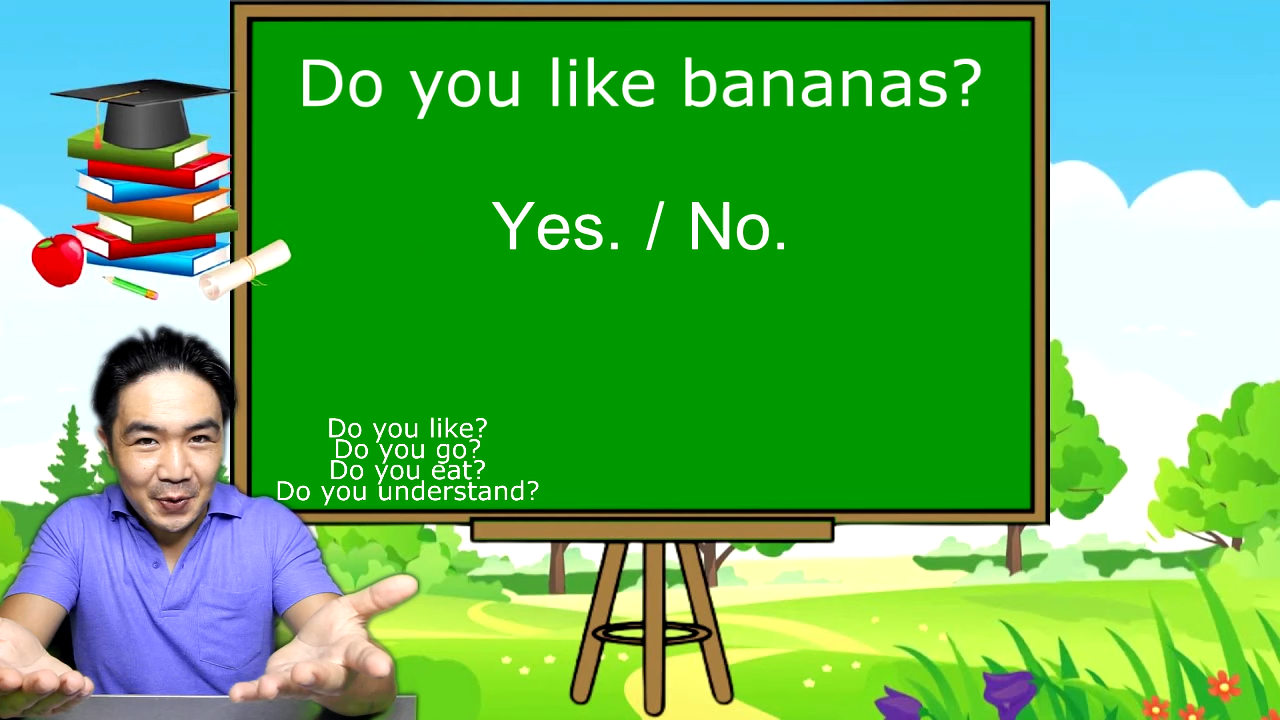 Do you like bananas?
Yes. / No.
Do you like?
Do you go?
Do you eat?
Do you understand?